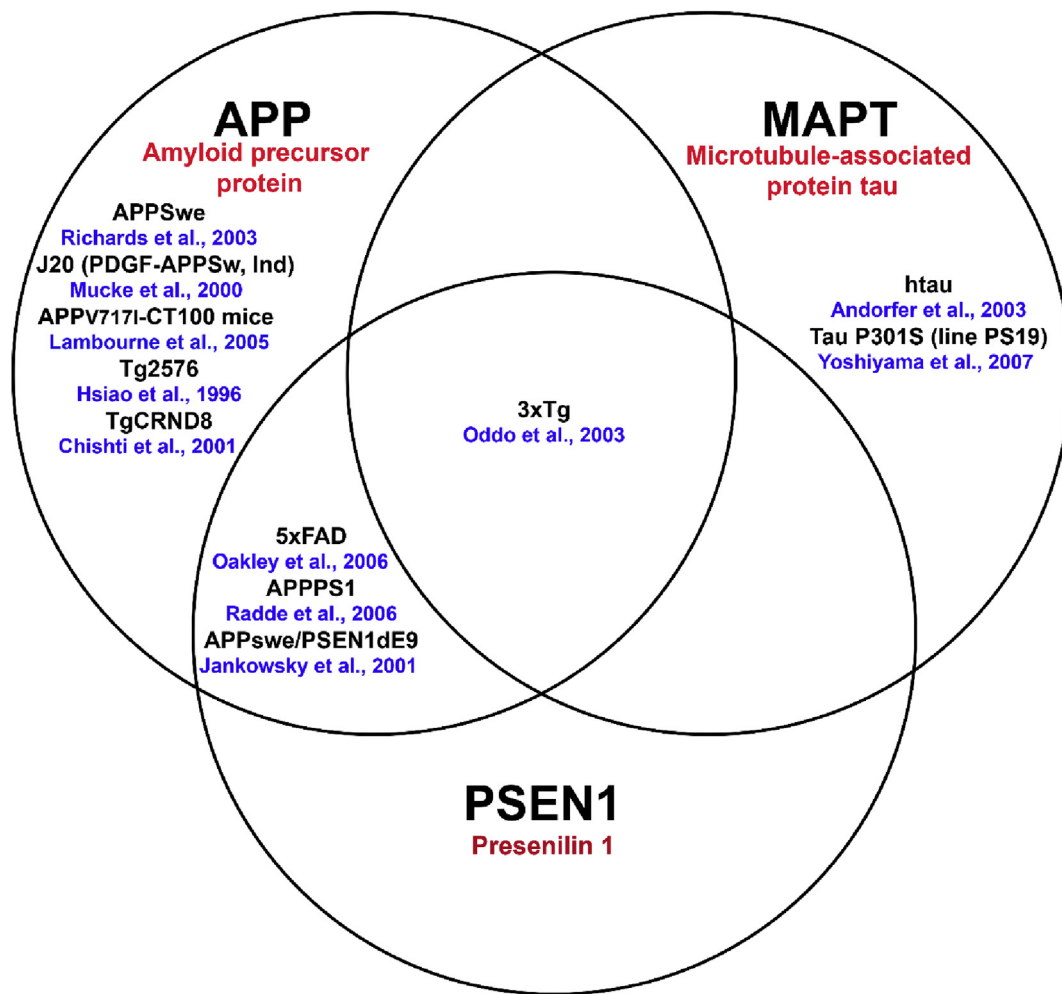 APP
Amyloid precursor
protein
APPSwe
Richards et al., 2003
J20 (PDGF-APPSw, Ind)
Mucke et al., 2000
APPV717I-CT100 mice
Lambourne et al., 2005
Tg2576
Hsiao et al., 1996
TgCRND8
Chishti et al., 2001
MAPT
Microtubule-associated
protein tau
htau
Andorfer et al., 2003
Tau P301S (line PS19)
Yoshiyama et al., 2007
3xTg
Oddo et al., 2003
5xFAD
Oakley et al., 2006
APPPS1
Radde et al., 2006
APPswe/PSEN1dE9
Jankowsky et al., 2001
PSEN1
Presenilin 1